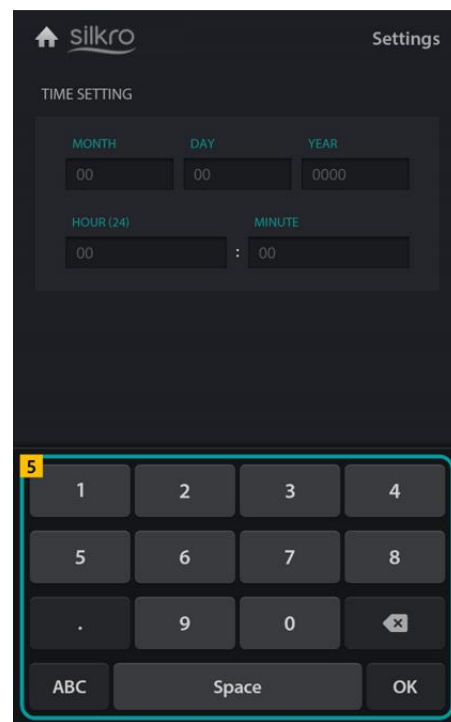 silkro Settings
TIME SETTING
MONTH DAY YEAR
00 00 0000
HOUR (24) MINUTE
00 : 00
5
1 2 3 4
5 6 7 8
. 9 0
ABC Space OK